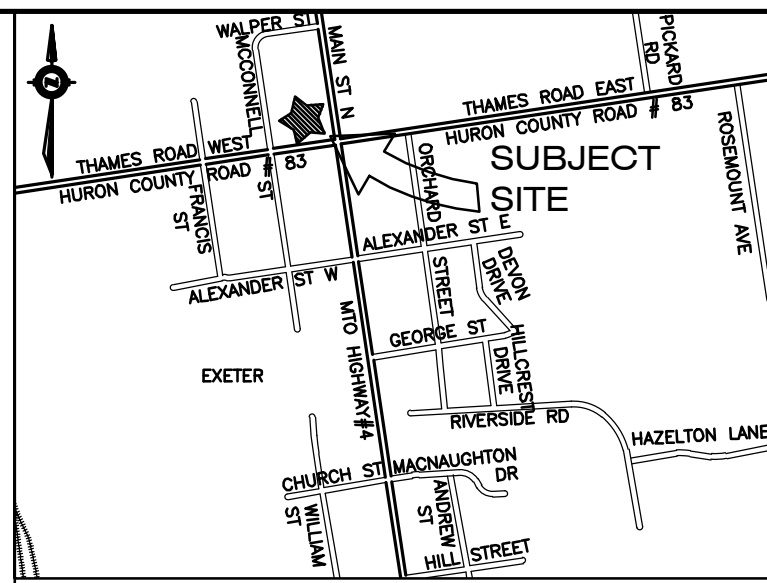 WALPER ST
MCCONNELL
ST
MAIN ST N
PICKARD
RD
N
THAMES ROAD EAST
HURON COUNTY ROAD # 83
THAMES ROAD WEST
HURON COUNTY ROAD # 83
SUBJECT
SITE
ORCHARD
STREET
ROSEMOUNT AVE
FRANCIS
ST
ALEXANDER ST E
ALEXANDER ST W
DEVON
DRIVE
MTO HIGHWAY#4
GEORGE ST
HILLCREST
DRIVE
EXETER
RIVERSIDE RD
HAZELTON LANE
CHURCH ST
MACNAUGHTON
DR
WILLIAM
ST
ANDREW
ST
HILL STREET